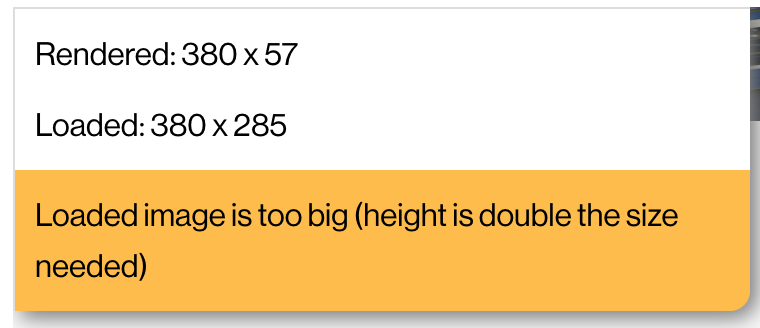 Rendered: 380 x 57
Loaded: 380 x 285
Loaded image is too big (height is double the size
needed)